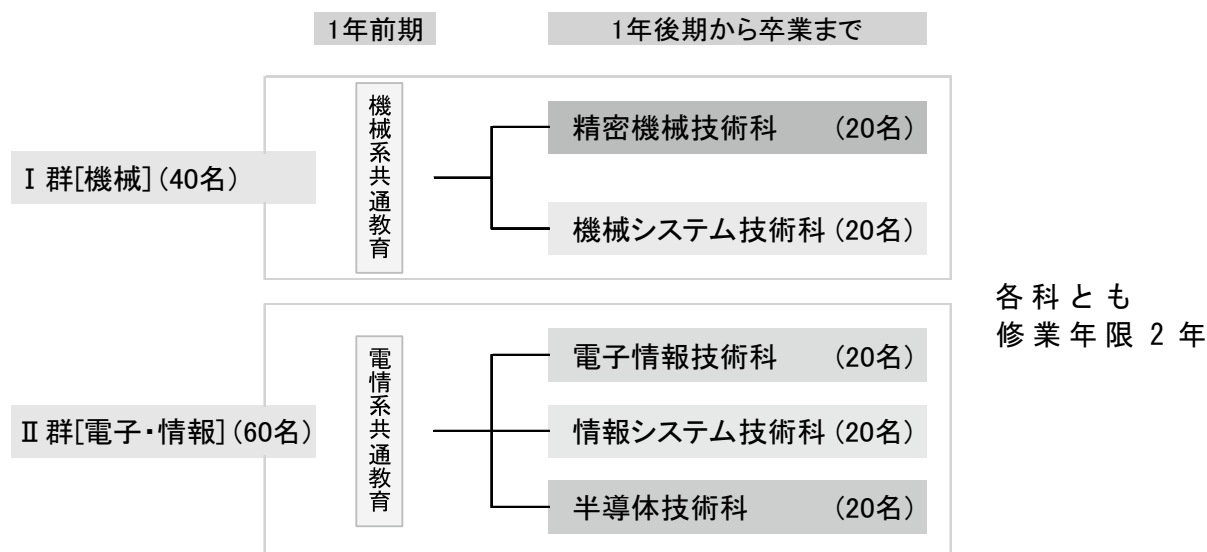 1年前期
1年後期から卒業まで
Ⅰ群[機械](40名)
機械系共通教育
精密機械技術科 (20名)
機械システム技術科(20名)
Ⅱ群[電子・情報](60名)
電情系共通教育
電子情報技術科 (20名)
情報システム技術科(20名)
半導体技術科 (20名)
各科とも
修業年限2年